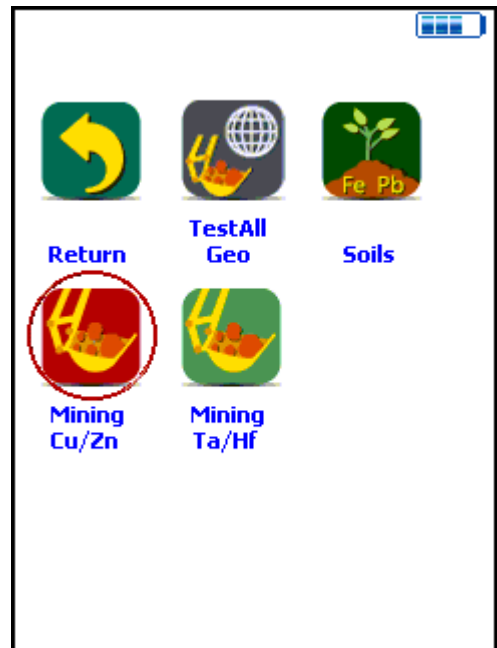 Fe Pb
TestAll
Return Geo Soils
Mining Mining
Cu/Zn Ta/Hf